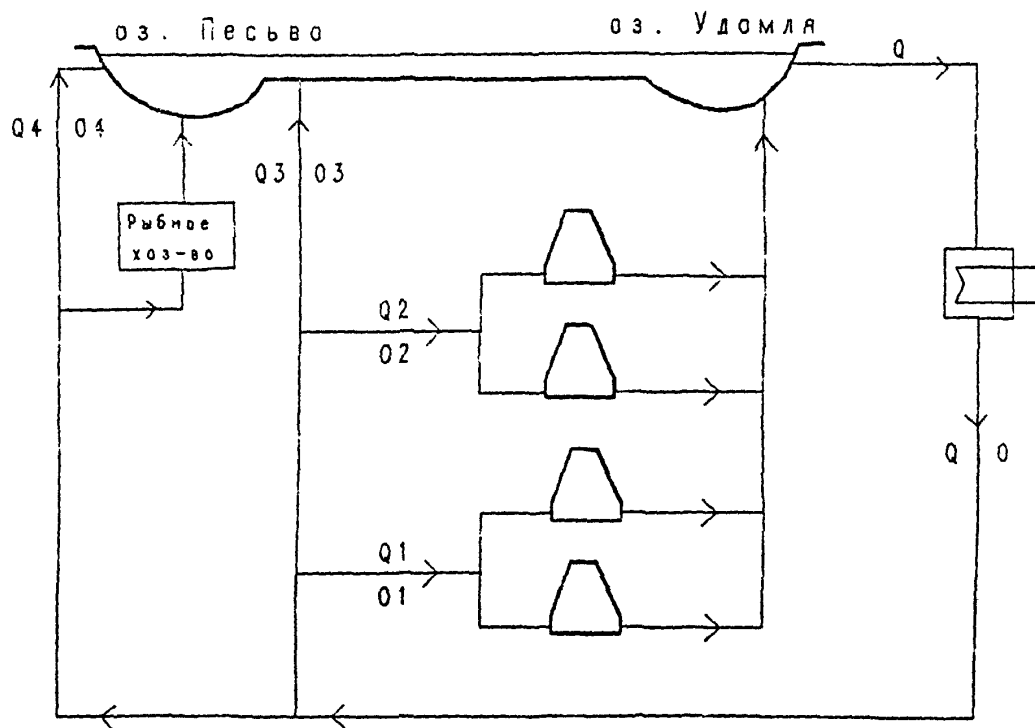 оз. Песьво
оз. Удомля
Q
Q4 04
Q3 03
Рыбное
хоз-во
Q2
02
Q 0
Q1
01